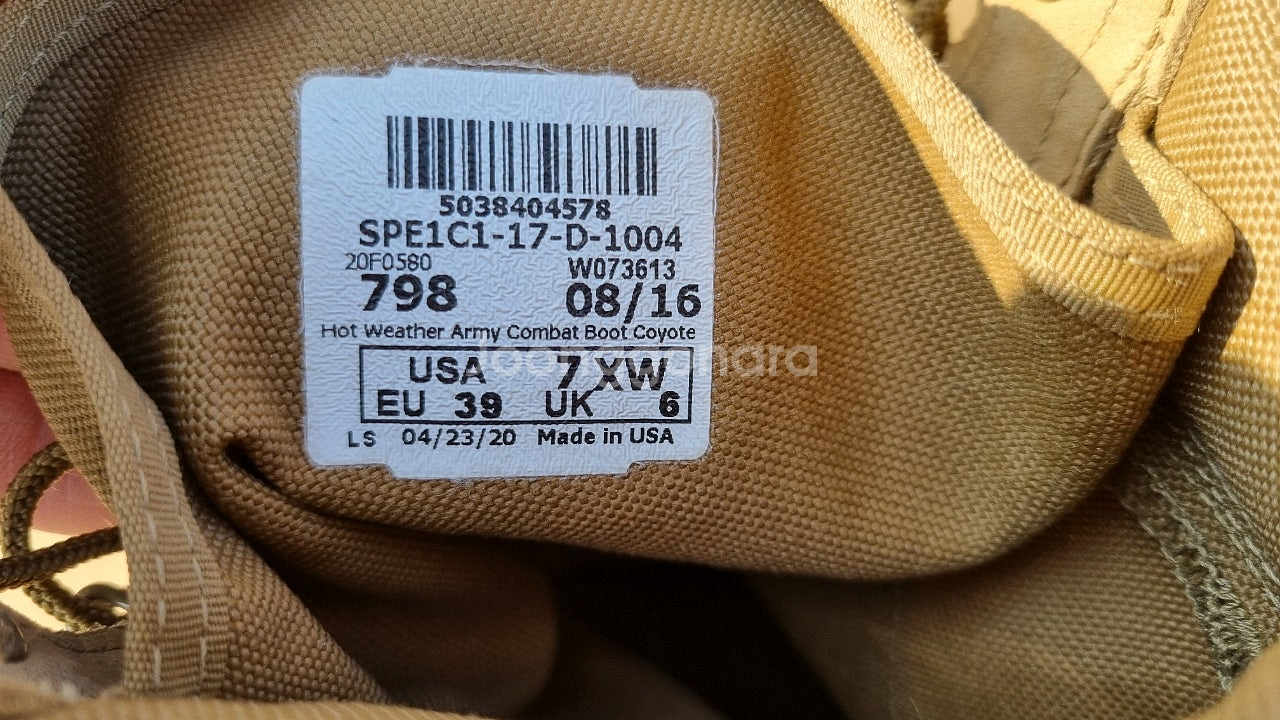 5038404578
SPE1C1-17-D-1004
20F0580 W073613
798 08/16
Hot Weather Army Combat Boot Coyote
USA 7 XW
EU 39 UK 6
LS 04/23/20 Made in USA